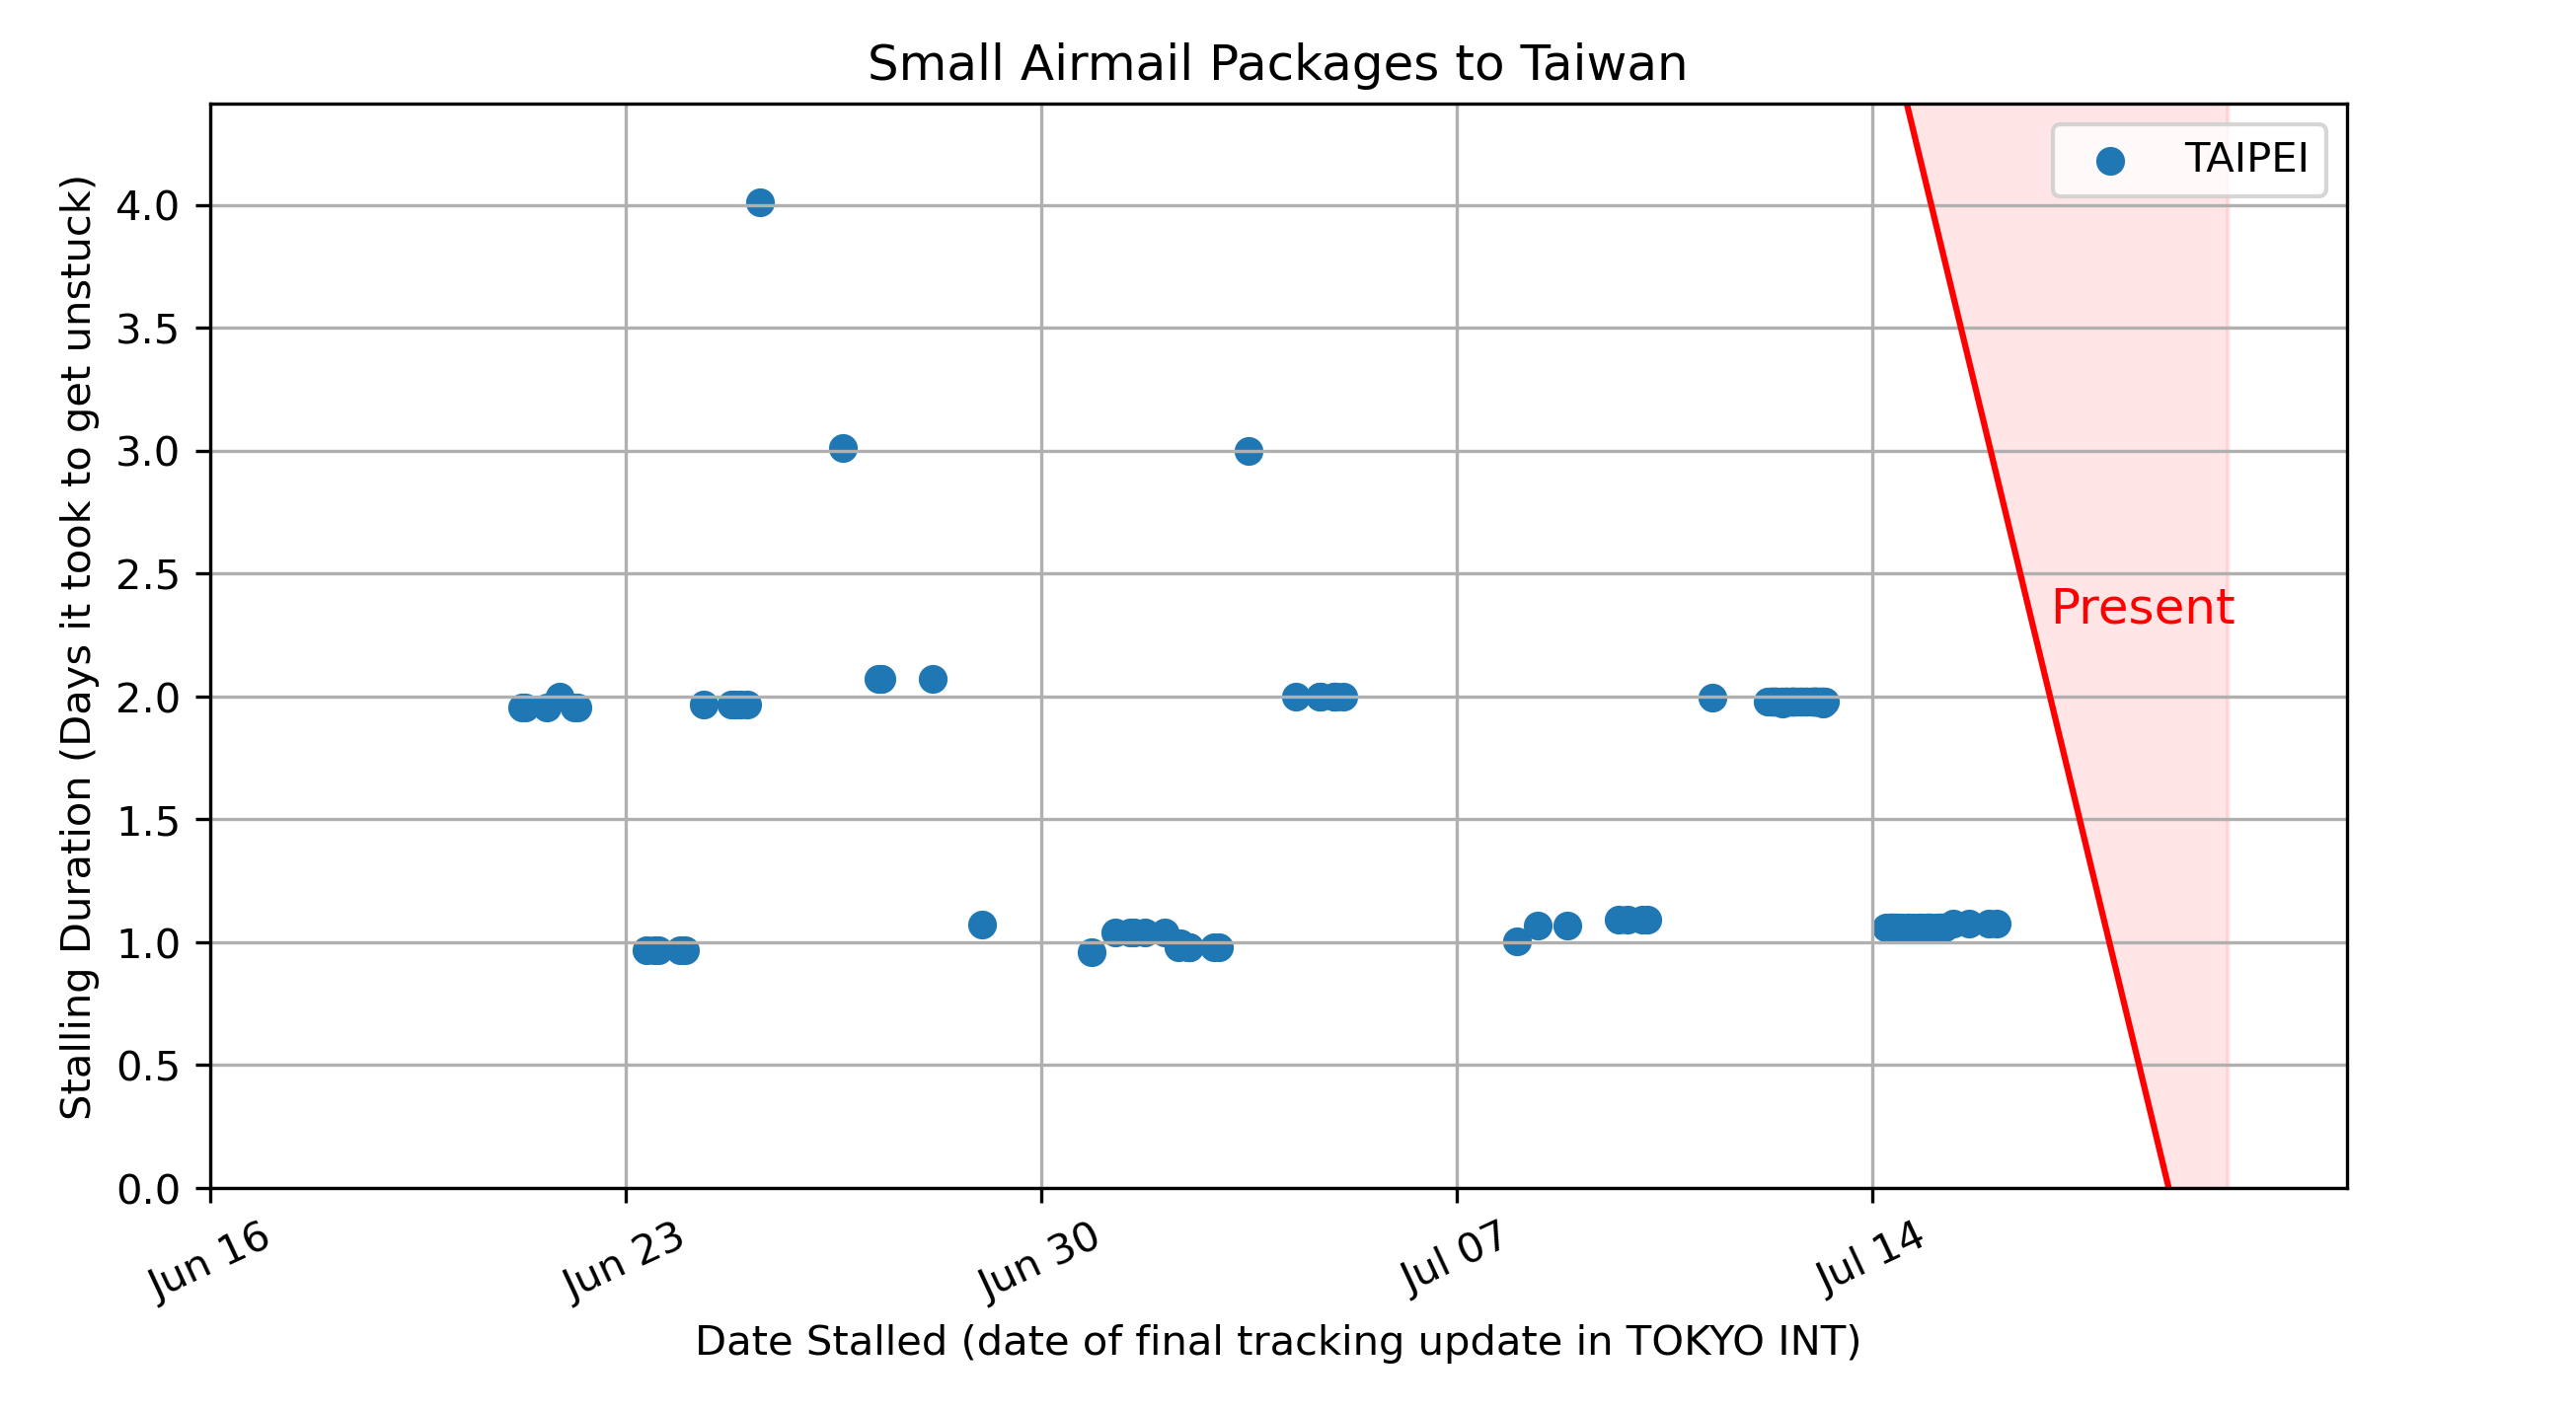 Small Airmail Packages to Taiwan
TAIPEI
Stalling Duration (Days it took to get unstuck)
4.0
3.5
3.0
2.5
2.0
1.5
1.0
0.5
0.0
Present
Jun 16
Jun 23
Jun 30
Jul 07
Jul 14
Date Stalled (date of final tracking update in TOKYO INT)